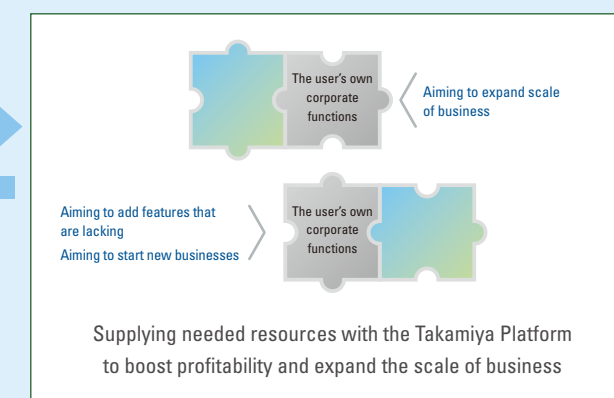 The user's own
corporate
functions
Aiming to expand scale
of business
Aiming to add features that
are lacking
Aiming to start new businesses
The user's own
corporate
functions
Supplying needed resources with the Takamiya Platform
to boost profitability and expand the scale of business